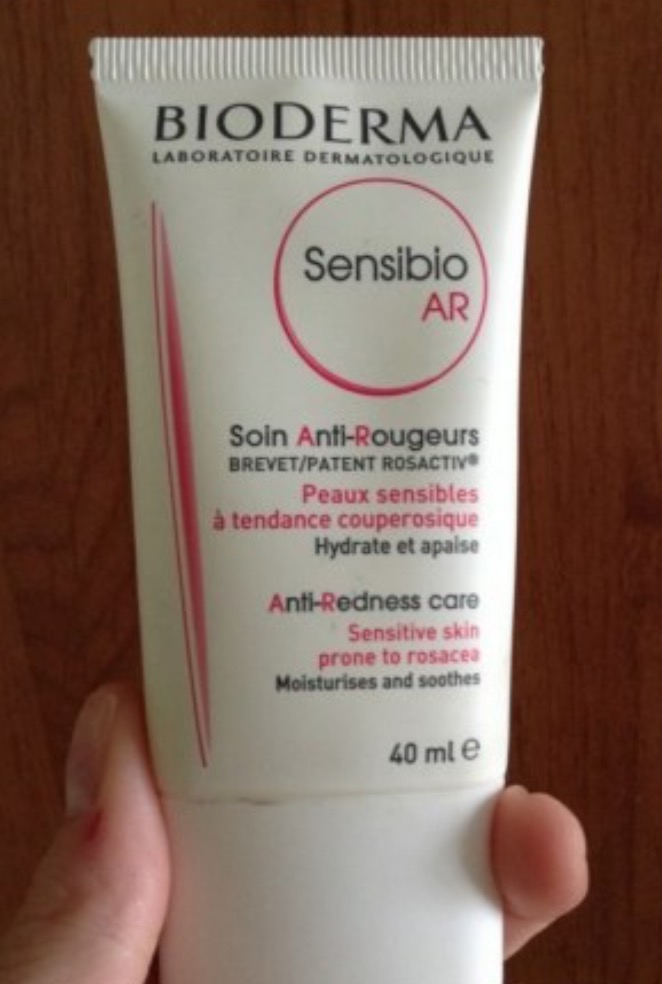 BIODERMA
LABORATOIRE DERMATOLOGIQUE
Sensibio
AR
Soin Anti-Rougeurs
BREVET/PATENT ROSACTIV®
Peaux sensibles
à tendance couperosique
Hydrate et apaise
Anti-Redness care
Sensitive skin
prone to rosacea
Moisturises and soothes
40 ml e